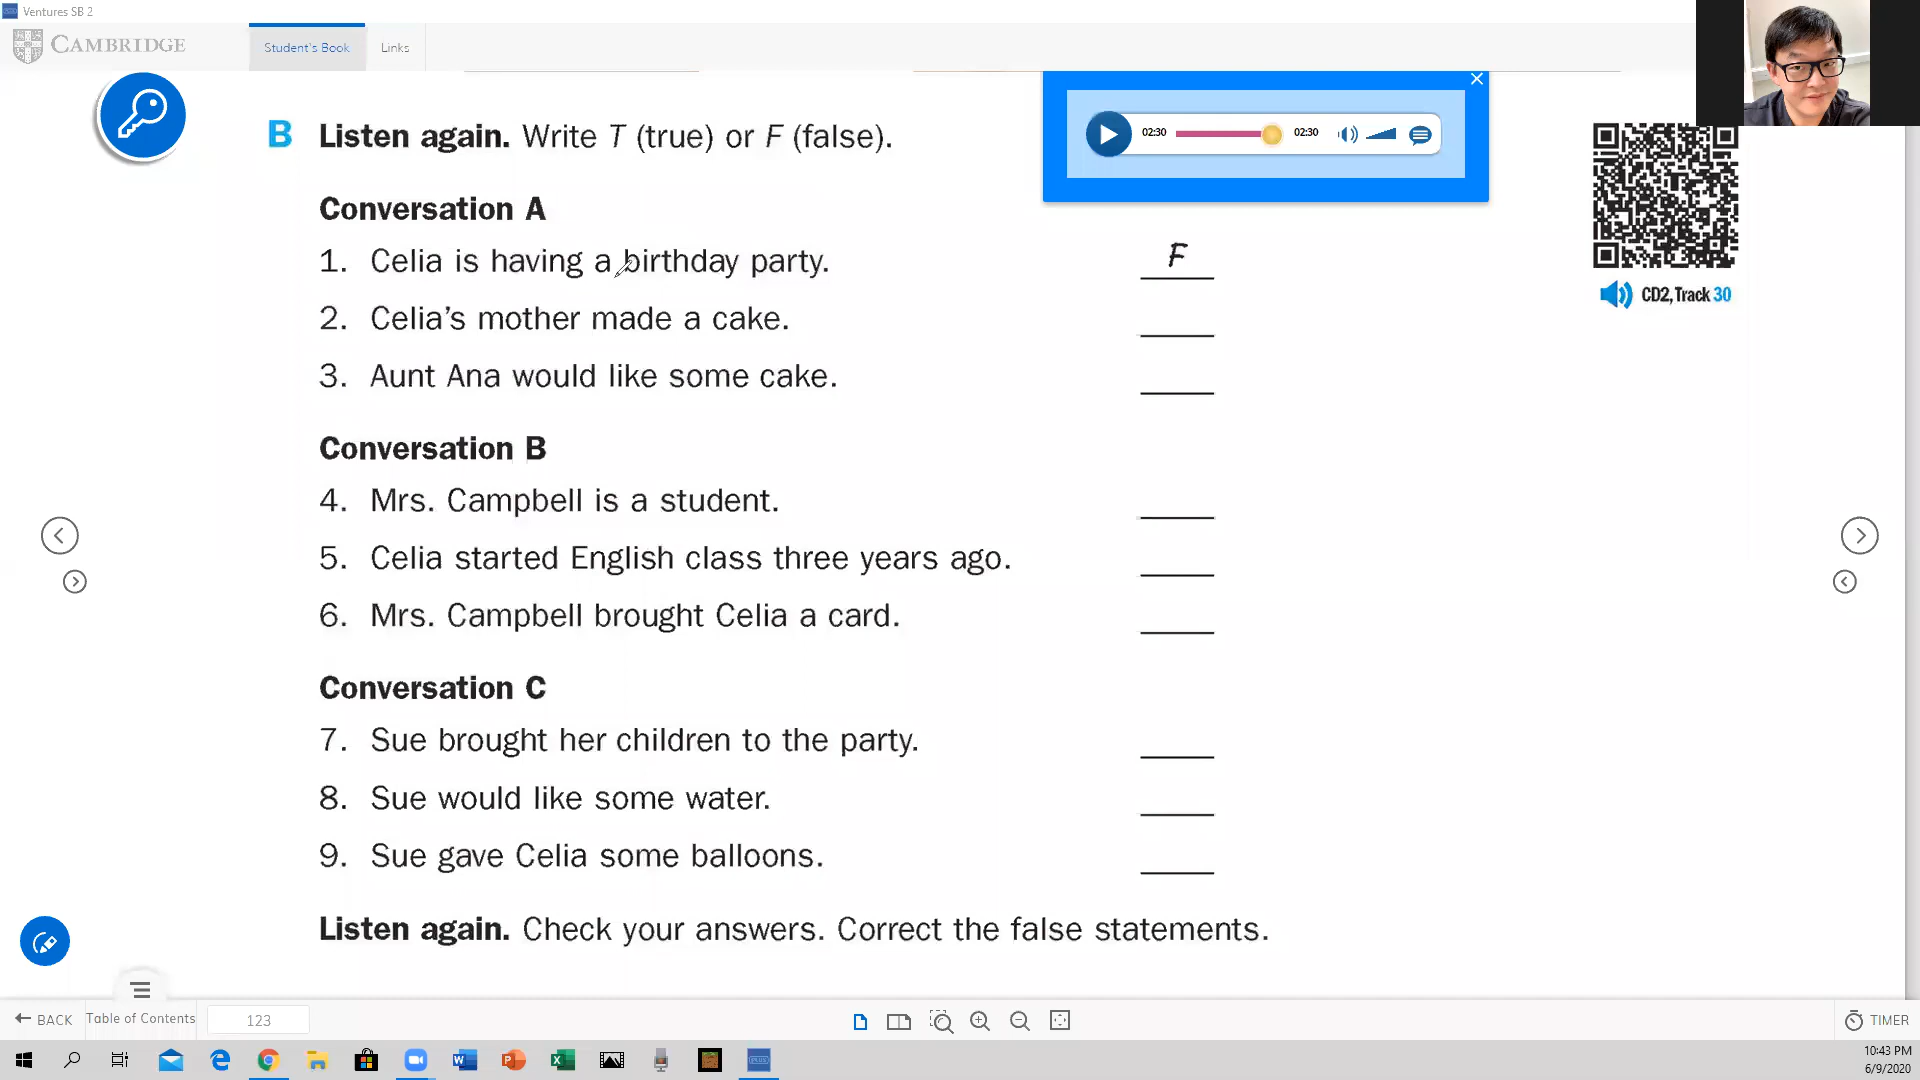 Ventures SB 2
CAMBRIDGE
Student's Book
Links
B Listen again. Write T (true) or F (false).
02:30
02:30
Conversation A
1. Celia is having a birthday party. F
2. Celia's mother made a cake.
3. Aunt Ana would like some cake.
CD2, Track 30
Conversation B
4. Mrs. Campbell is a student.
5. Celia started English class three years ago.
6. Mrs. Campbell brought Celia a card.
Conversation C
7. Sue brought her children to the party.
8. Sue would like some water.
9. Sue gave Celia some balloons.
Listen again. Check your answers. Correct the false statements.
BACK
Table of Contents
123
TIMER
10:43 PM
6/9/2020